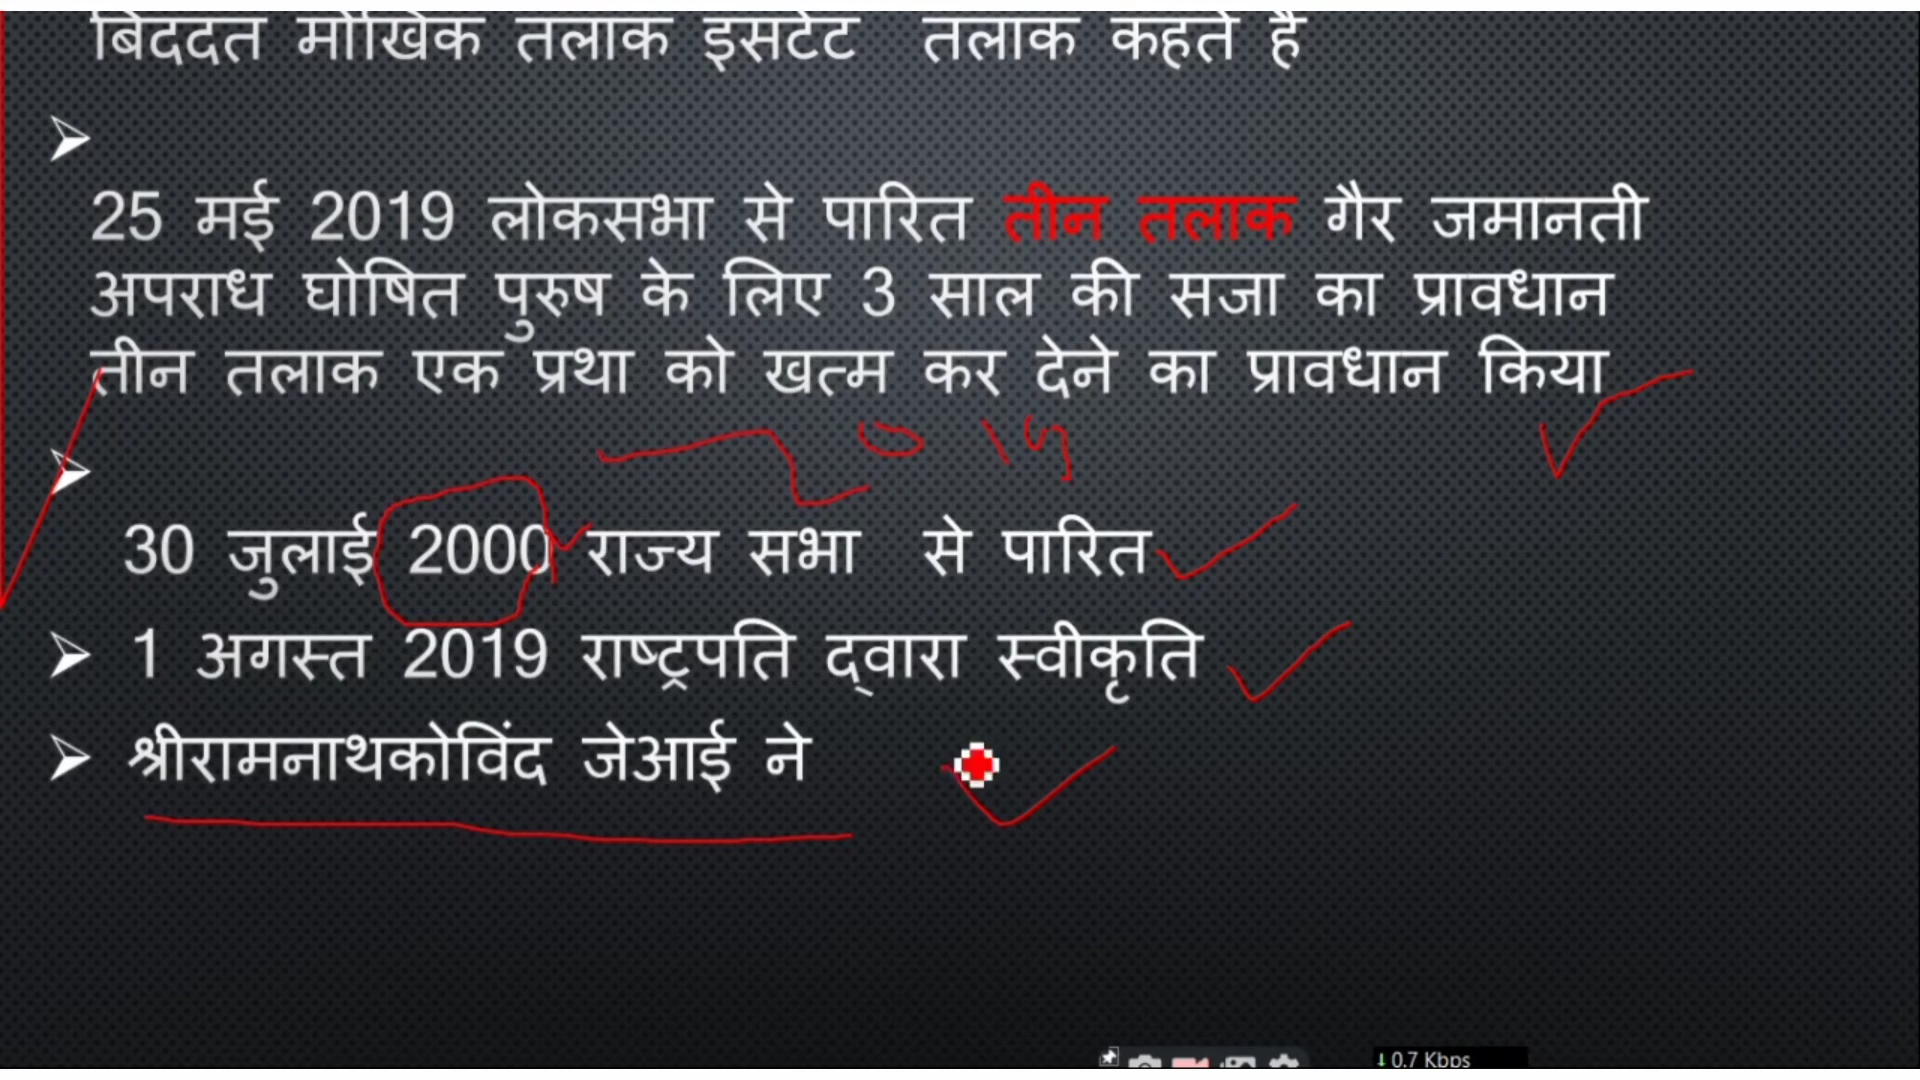 बिददत मौखिक तलाक इसटेट तलाक कहते है
25 मई 2019 लोकसभा से पारित तीन तलाक गैर जमानती
अपराध घोषित पुरुष के लिए 3 साल की सजा का प्रावधान
तीन तलाक एक प्रथा को खत्म कर देने का प्रावधान किया
30 जुलाई 2000 राज्य सभा से पारित
1 अगस्त 2019 राष्ट्रपति द्वारा स्वीकृति
श्रीरामनाथकोविंद जेआई ने
↓ 0.7 Kbps